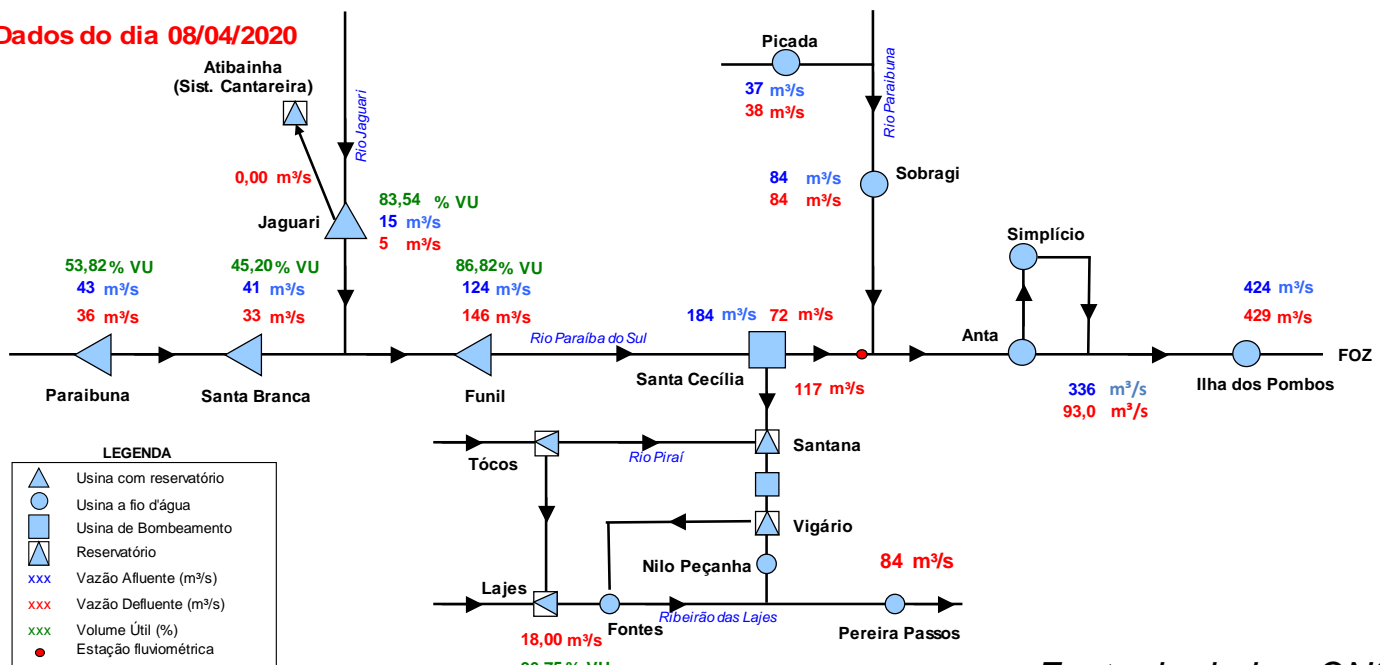 Dados do dia 08/04/2020
Atibainha
(Sist. Cantareira)
Rio Jaguari
0,00 m³/s
Jaguari
83,54 % VU
15 m³/s
5 m³/s
Picada
37 m³/s
38 m³/s
Rio Paraibuna
84 m³/s
84 m³/s
Sobragi
53,82 % VU
43 m³/s
36 m³/s
Paraibuna
45,20 % VU
41 m³/s
33 m³/s
Santa Branca
86,82 % VU
124 m³/s
146 m³/s
Funil
Rio Paraíba do Sul
184 m³/s 72 m³/s
Santa Cecília
117 m³/s
Simplício
Anta
336 m³/s
93,0 m³/s
424 m³/s
429 m³/s
Ilha dos Pombos
FOZ
Tócos
Rio Piraí
Santana
Vigário
Nilo Peçanha
84 m³/s
Lajes
Fontes
Ribeirão das Lajes
Pereira Passos
18,00 m³/s
% VU
LEGENDA
Usina com reservatório
Usina a fio d'água
Usina de Bombeamento
Reservatório
xxx Vazão Afluente (m³/s)
xxx Vazão Defluente (m³/s)
xxx Volume Útil (%)
Estação fluviométrica